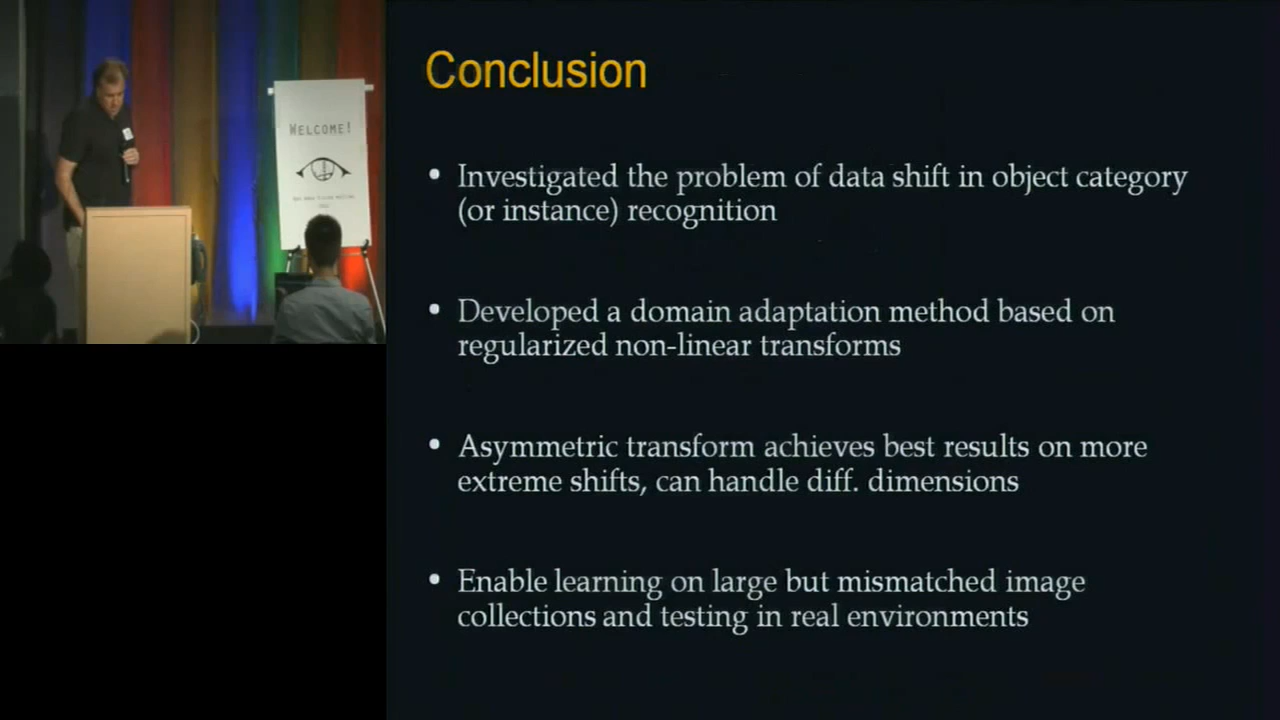 Conclusion
• Investigated the problem of data shift in object category
(or instance) recognition
• Developed a domain adaptation method based on
regularized non-linear transforms
• Asymmetric transform achieves best results on more
extreme shifts, can handle diff. dimensions
• Enable learning on large but mismatched image
collections and testing in real environments
WELCOME!